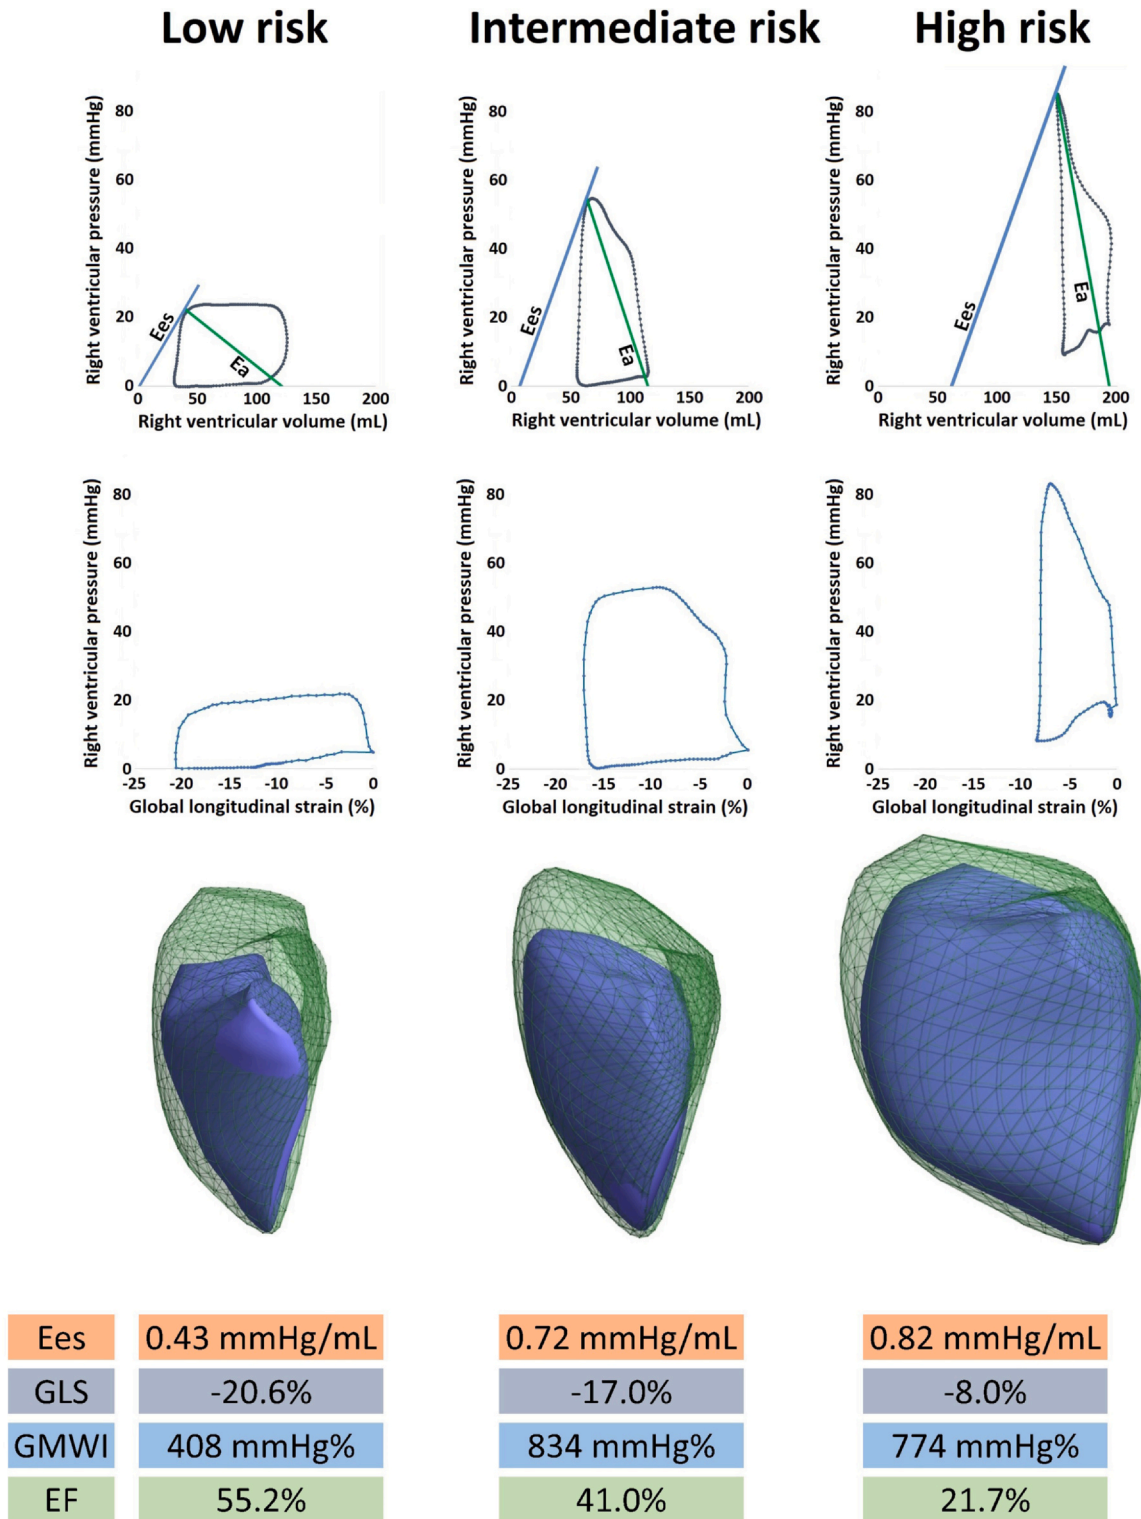 Low risk
Intermediate risk
High risk
Right ventricular pressure (mmHg)
80
60
40
20
0
Ees
Ea
0 50 100 150 200
Right ventricular volume (mL)
Right ventricular pressure (mmHg)
80
60
40
20
0
Ees
Ea
0 50 100 150 200
Right ventricular volume (mL)
Right ventricular pressure (mmHg)
80
60
40
20
0
Ees
Ea
0 50 100 150 200
Right ventricular volume (mL)
Right ventricular pressure (mmHg)
80
60
40
20
0
-25 -20 -15 -10 -5 0
Global longitudinal strain (%)
Right ventricular pressure (mmHg)
80
60
40
20
0
-25 -20 -15 -10 -5 0
Global longitudinal strain (%)
Right ventricular pressure (mmHg)
80
60
40
20
0
-25 -20 -15 -10 -5 0
Global longitudinal strain (%)
Ees 0.43 mmHg/mL 0.72 mmHg/mL 0.82 mmHg/mL
GLS -20.6% -17.0% -8.0%
GMWI 408 mmHg% 834 mmHg% 774 mmHg%
EF 55.2% 41.0% 21.7%